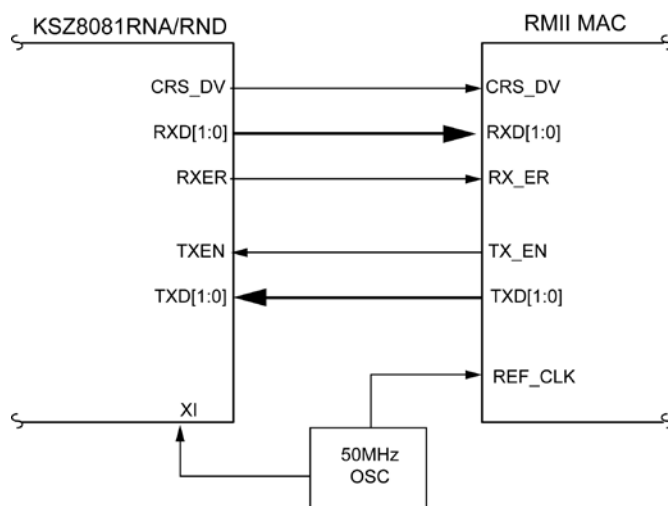 KSZ8081RNA/RND
RMII MAC
CRS_DV
CRS_DV
RXD[1:0]
RXD[1:0]
RXER
RX_ER
TXEN
TX_EN
TXD[1:0]
TXD[1:0]
REF_CLK
XI
50MHz
OSC